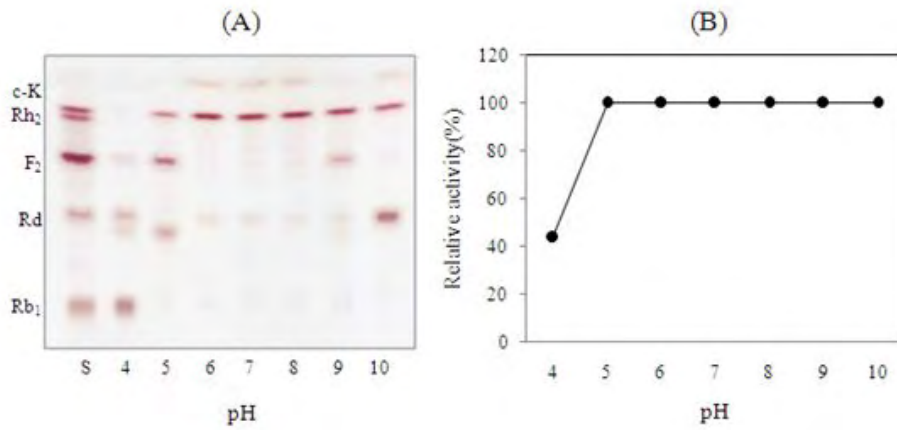 (A)
c-K
Rh₂
F₂
Rd
Rb₁
S 4 5 6 7 8 9 10
pH
(B)
Relative activity(%)
120
100
80
60
40
20
0
4 5 6 7 8 9 10
pH